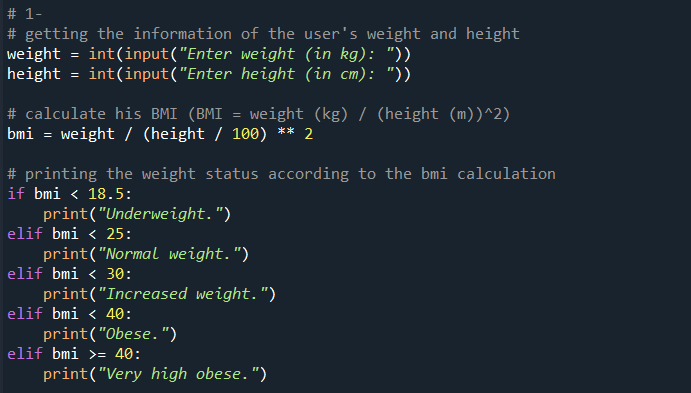 # 1-
# getting the information of the user's weight and height
weight = int(input("Enter weight (in kg): "))
height = int(input("Enter height (in cm): "))

# calculate his BMI (BMI = weight (kg) / (height (m))^2)
bmi = weight / (height / 100) ** 2

# printing the weight status according to the bmi calculation
if bmi < 18.5:
    print("Underweight.")
elif bmi < 25:
    print("Normal weight.")
elif bmi < 30:
    print("Increased weight.")
elif bmi < 40:
    print("Obese.")
elif bmi >= 40:
    print("Very high obese.")